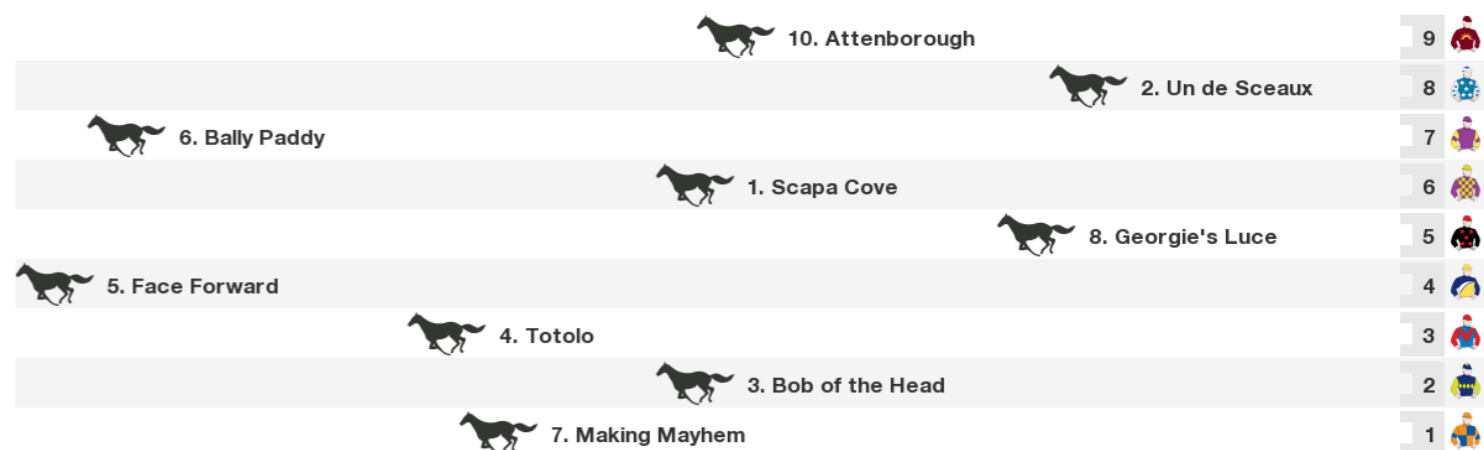 10. Attenborough 9
2. Un de Sceaux 8
6. Bally Paddy 7
1. Scapa Cove 6
8. Georgie's Luce 5
5. Face Forward 4
4. Totolo 3
3. Bob of the Head 2
7. Making Mayhem 1